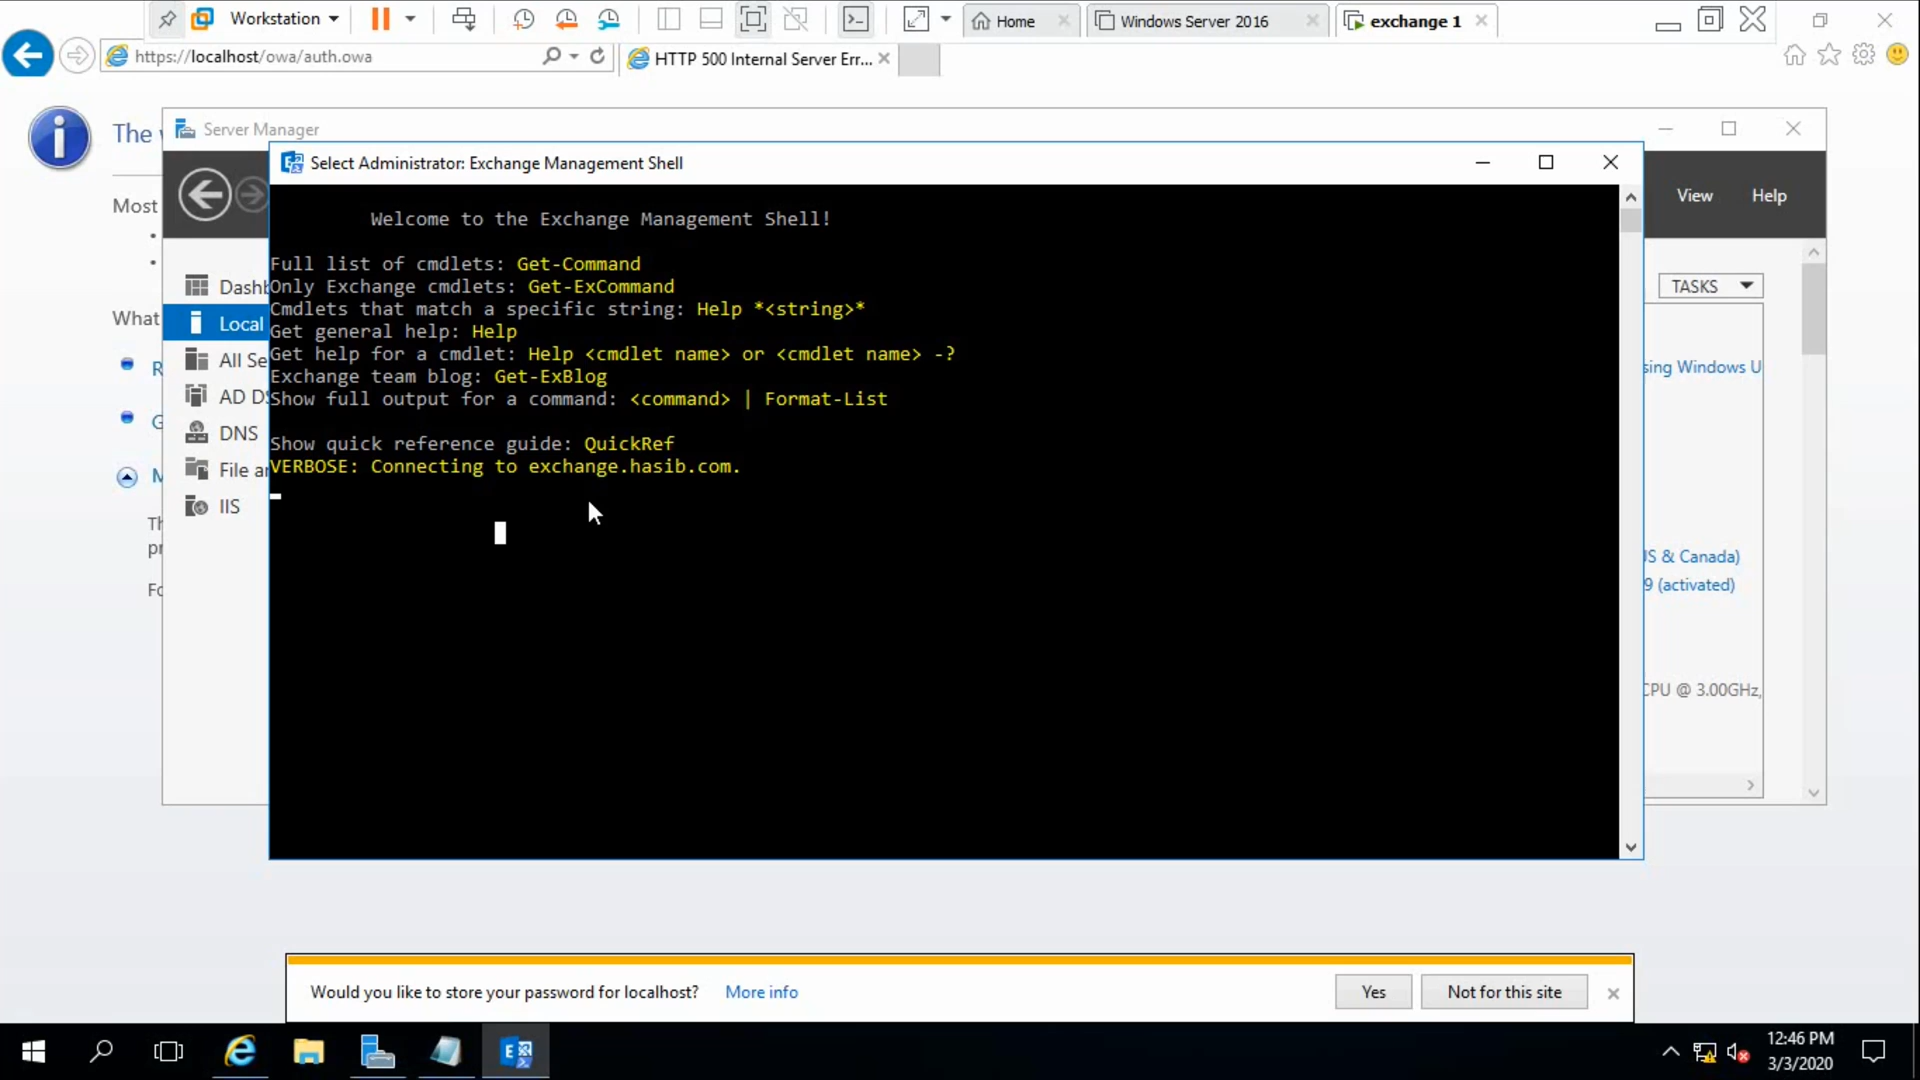 Workstation
Home
Windows Server 2016
exchange 1
https://localhost/owa/auth.owa
HTTP 500 Internal Server Err...
The
Server Manager
Select Administrator: Exchange Management Shell
View
Help
Most
What
TASKS
Local
All Se
DNS
IIS
Welcome to the Exchange Management Shell!
Full list of cmdlets: Get-Command
Only Exchange cmdlets: Get-ExCommand
Cmdlets that match a specific string: Help *<string>*
Get general help: Help
Get help for a cmdlet: Help <cmdlet name> or <cmdlet name> -?
Exchange team blog: Get-ExBlog
Show full output for a command: <command> | Format-List
Show quick reference guide: QuickRef
VERBOSE: Connecting to exchange.hasib.com.
sing Windows U
US & Canada)
9 (activated)
CPU @ 3.00GHz,
Would you like to store your password for localhost?
More info
Yes
Not for this site
12:46 PM
3/3/2020